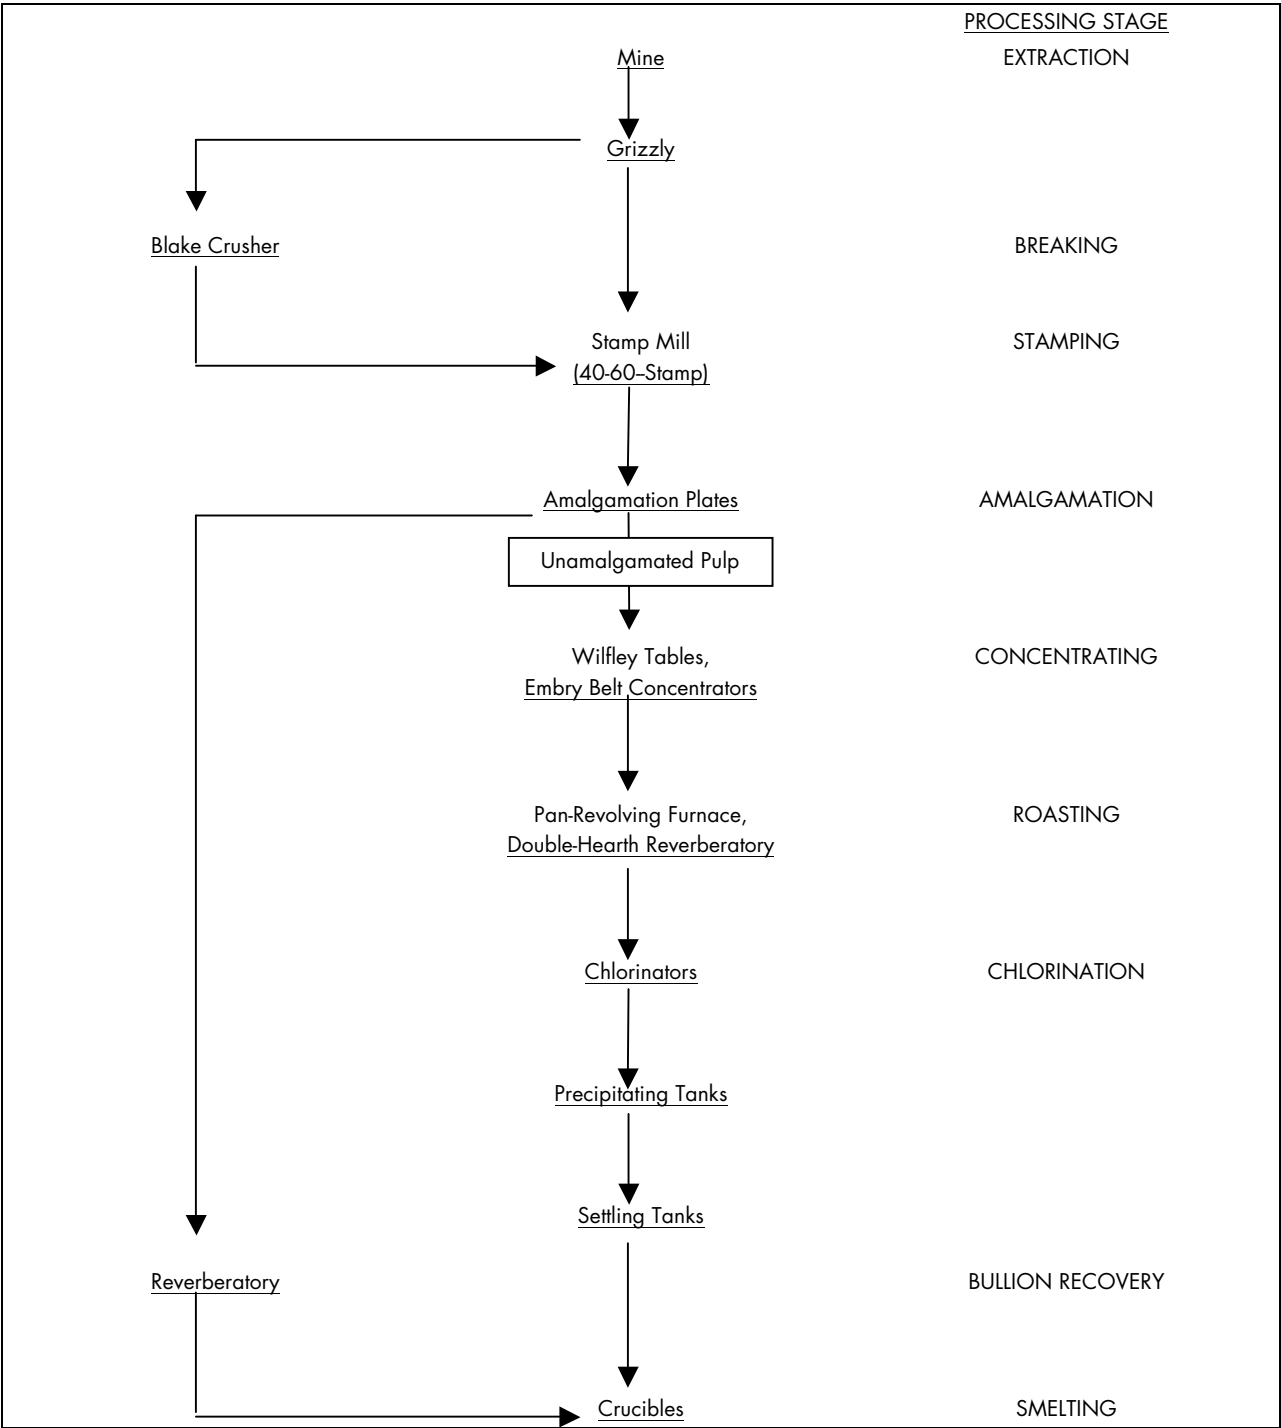 PROCESSING STAGE
Mine
EXTRACTION
Grizzly
Blake Crusher
BREAKING
Stamp Mill
(40-60–Stamp)
STAMPING
Amalgamation Plates
AMALGAMATION
Unamalgamated Pulp
Wilfley Tables,
Embry Belt Concentrators
CONCENTRATING
Pan-Revolving Furnace,
Double-Hearth Reverberatory
ROASTING
Chlorinators
CHLORINATION
Precipitating Tanks
Settling Tanks
Reverberatory
BULLION RECOVERY
Crucibles
SMELTING